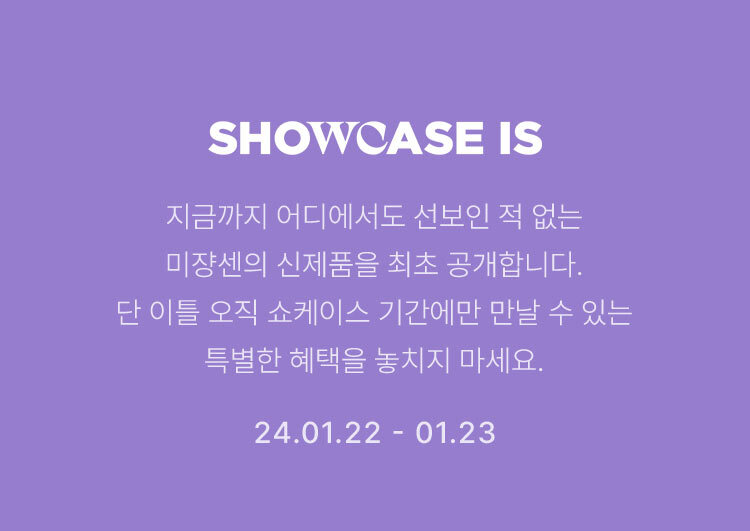 SHOWCASE IS
지금까지 어디에서도 선보인 적 없는
미쟝센의 신제품을 최초 공개합니다.
단 이틀 오직 쇼케이스 기간에만 만날 수 있는
특별한 혜택을 놓치지 마세요.
24.01.22 - 01.23